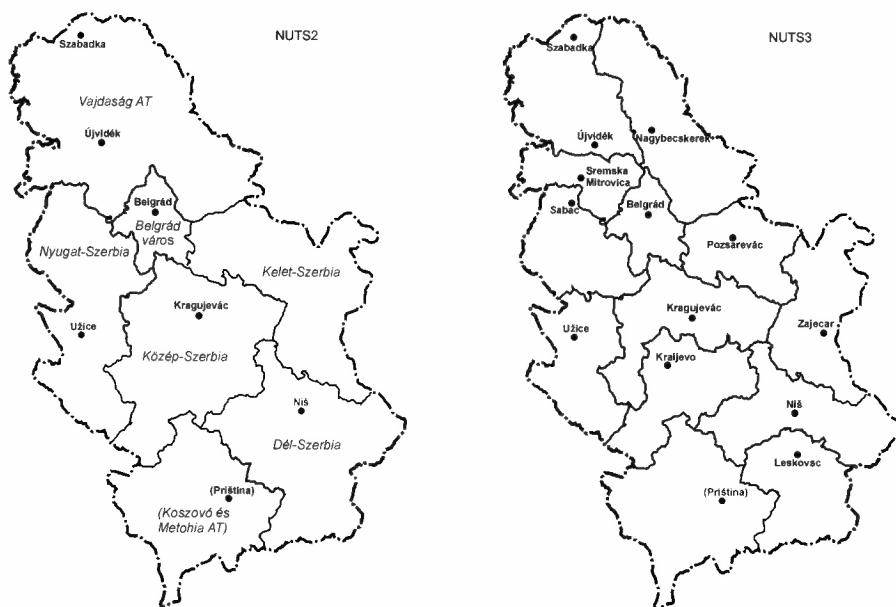 NUTS2
Szabadka
Vajdaság AT
Újvidék
Belgrád
Belgrád
város
Nyugat-Szerbia
Kelet-Szerbia
Kragujevác
Užice
Közép-Szerbia
Niš
Dél-Szerbia
(Priština)
(Koszovó és
Metohia AT)
NUTS3
Szabadka
Nagybecskerek
Újvidék
Sremska
Mitrovica
Sabác
Belgrád
Pozsarevác
Kragujevác
Užice
Zajecar
Kraljevo
Niš
Leskovac
(Priština)